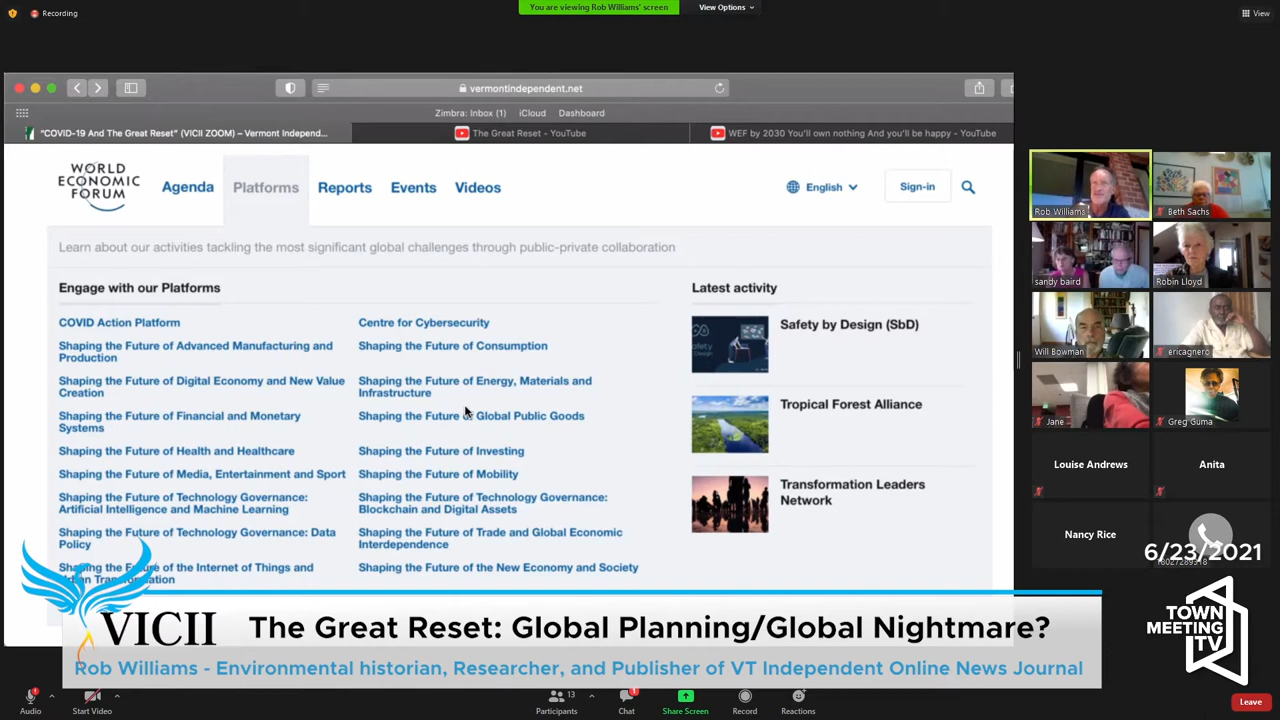 Recording
You are viewing Rob Williams' screen
View Options
View
vermontindependent.net
Zimbra: Inbox (1)
iCloud
Dashboard
"COVID-19 And The Great Reset" (VICII ZOOM) – Vermont Independ...
The Great Reset - YouTube
WEF by 2030 You'll own nothing And you'll be happy - YouTube
WORLD
ECONOMIC
FORUM
Agenda
Platforms
Reports
Events
Videos
English
Sign-in
Learn about our activities tackling the most significant global challenges through public-private collaboration
Engage with our Platforms
COVID Action Platform
Centre for Cybersecurity
Shaping the Future of Advanced Manufacturing and
Production
Shaping the Future of Consumption
Shaping the Future of Digital Economy and New Value
Creation
Shaping the Future of Energy, Materials and
Infrastructure
Shaping the Future of Financial and Monetary
Systems
Shaping the Future of Global Public Goods
Shaping the Future of Health and Healthcare
Shaping the Future of Investing
Shaping the Future of Media, Entertainment and Sport
Shaping the Future of Mobility
Shaping the Future of Technology Governance:
Artificial Intelligence and Machine Learning
Shaping the Future of Technology Governance:
Blockchain and Digital Assets
Shaping the Future of Technology Governance: Data
Policy
Shaping the Future of Trade and Global Economic
Interdependence
Shaping the Future of the Internet of Things and
Urban Transformation
Shaping the Future of the New Economy and Society
Latest activity
Safety by Design (SbD)
Tropical Forest Alliance
Transformation Leaders
Network
Rob Williams
Beth Sachs
sandy baird
Robin Lloyd
Will Bowman
ericagnero
Jane
Greg Guma
Louise Andrews
Anita
Nancy Rice
6/23/2021
TOWN
MEETING
TV
VICII
The Great Reset: Global Planning/Global Nightmare?
Rob Williams - Environmental historian, Researcher, and Publisher of VT Independent Online News Journal
Audio
Start Video
13
Participants
1
Chat
Share Screen
Record
Reactions
Leave